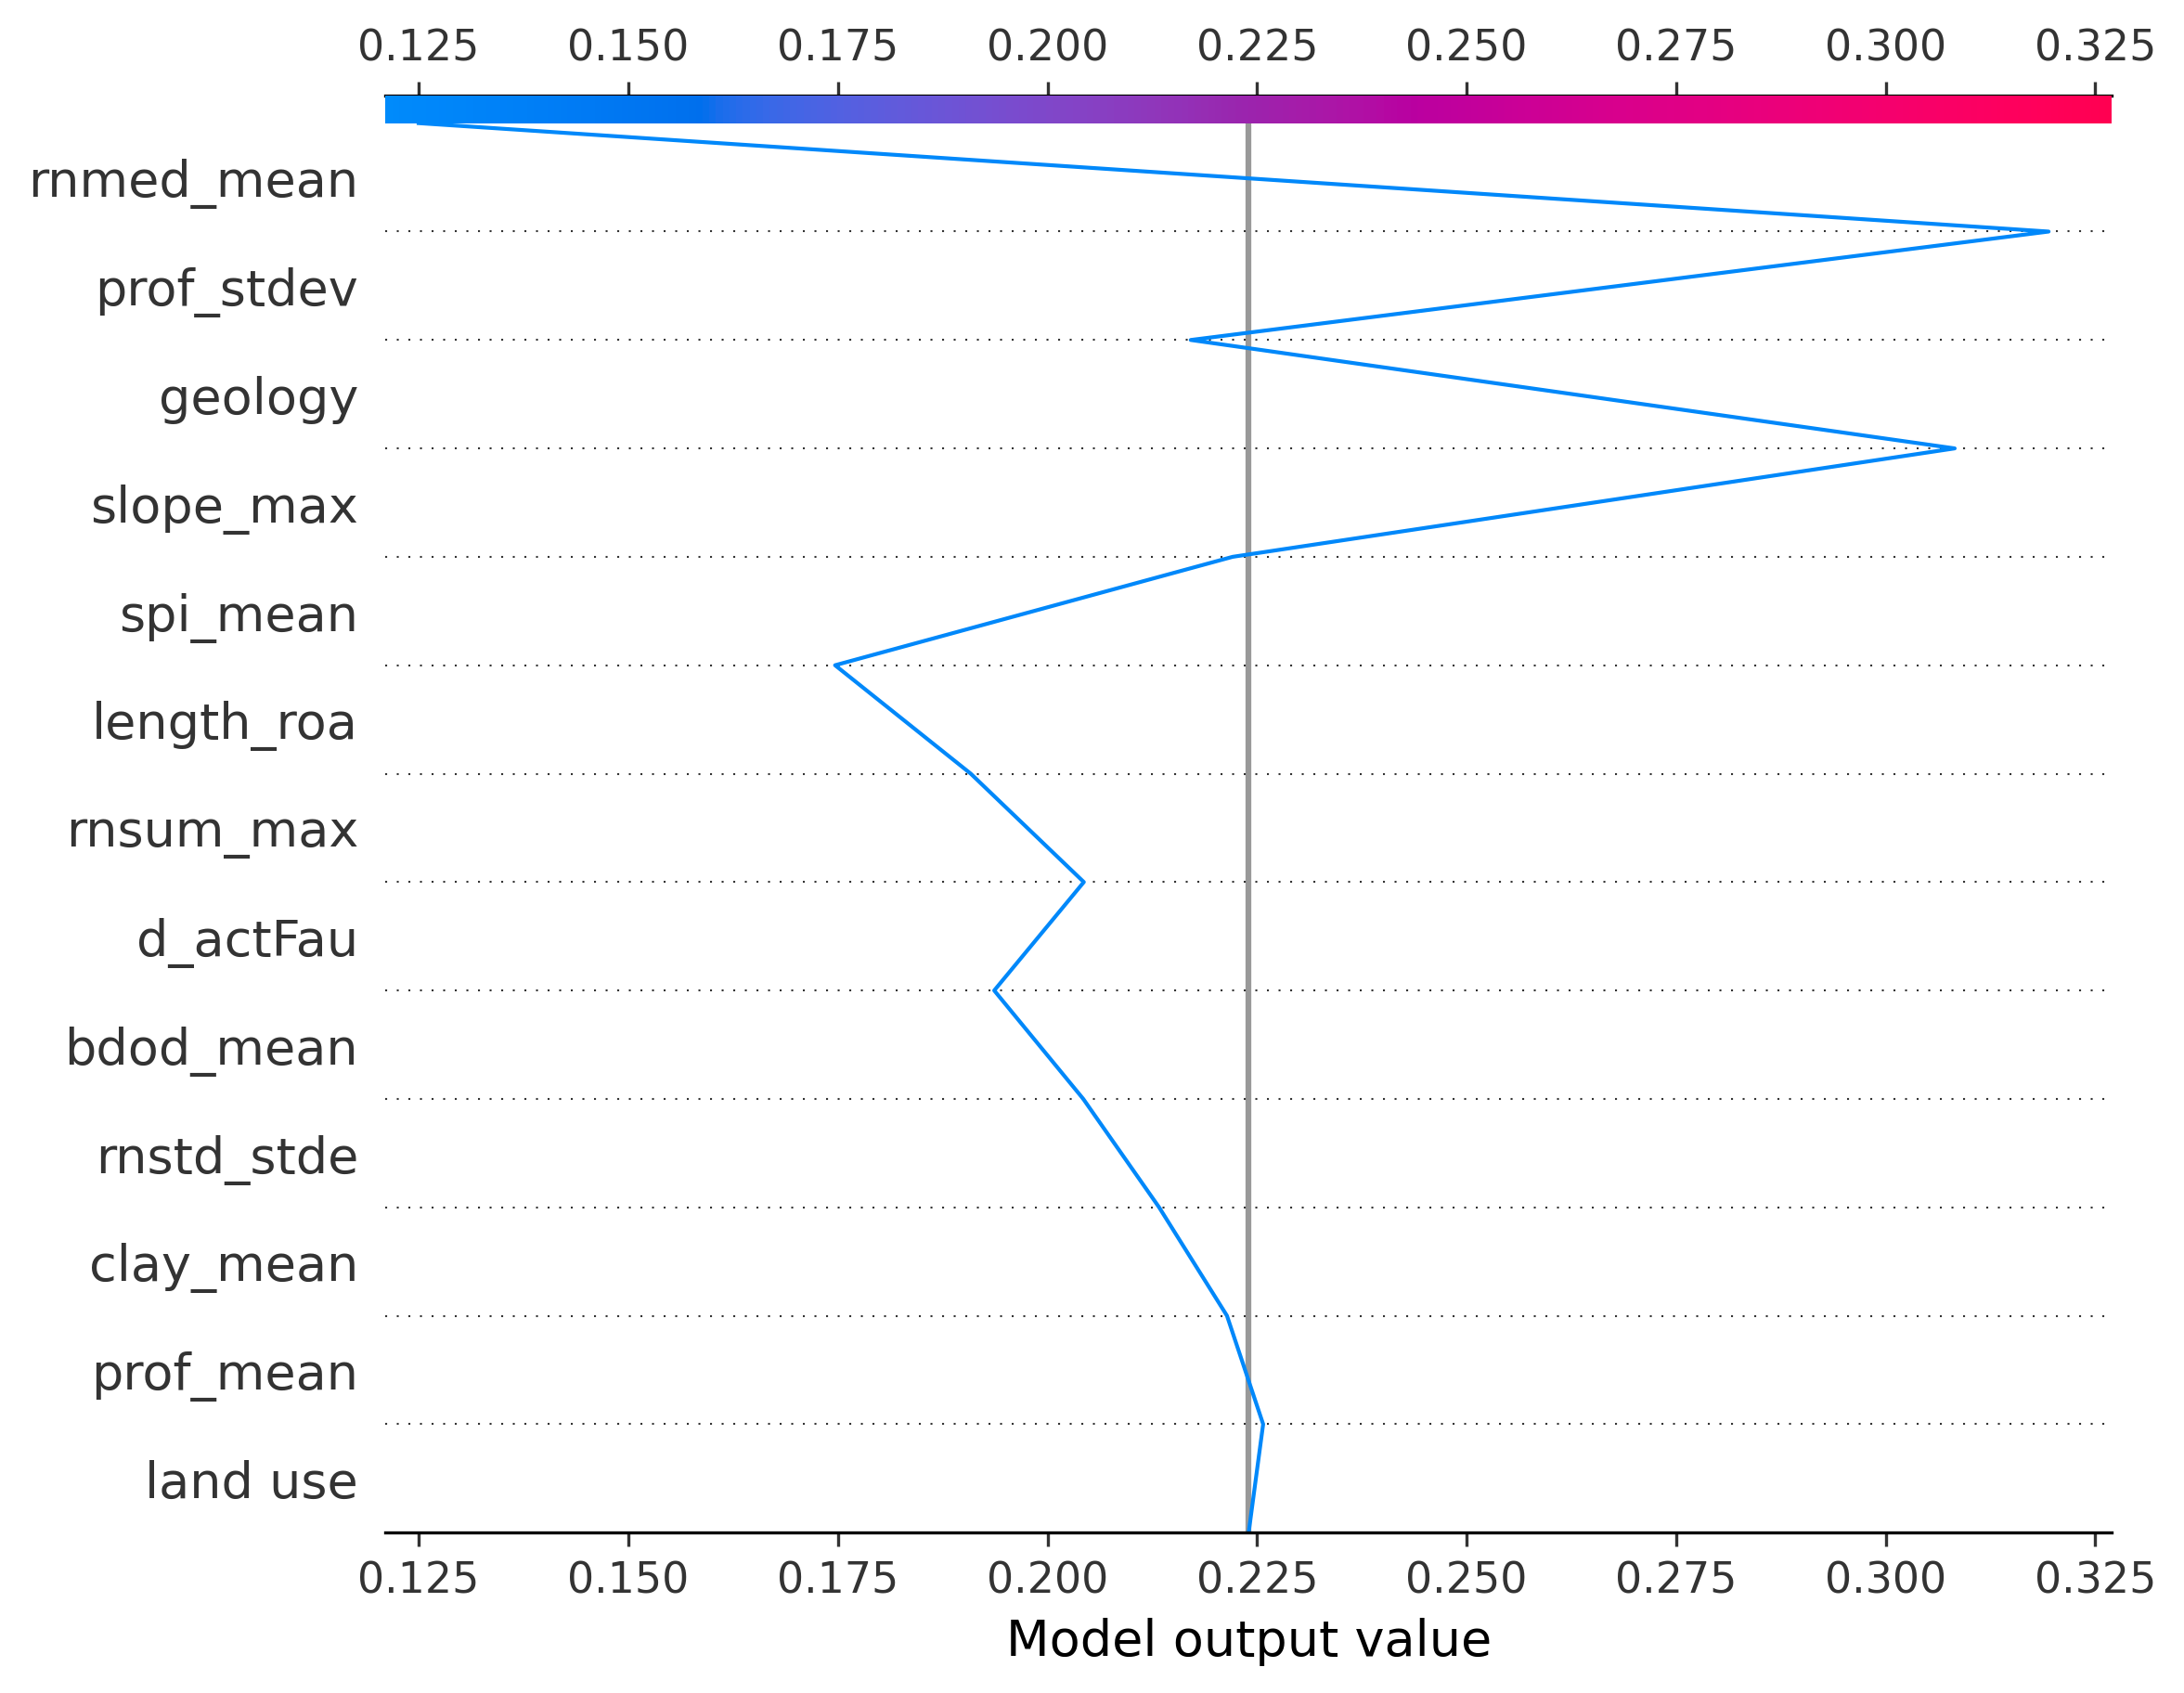 0.125 0.150 0.175 0.200 0.225 0.250 0.275 0.300 0.325
rnmed_mean
prof_stdev
geology
slope_max
spi_mean
length_roa
rnsum_max
d_actFau
bdod_mean
rnstd_stde
clay_mean
prof_mean
land use
0.125 0.150 0.175 0.200 0.225 0.250 0.275 0.300 0.325
Model output value